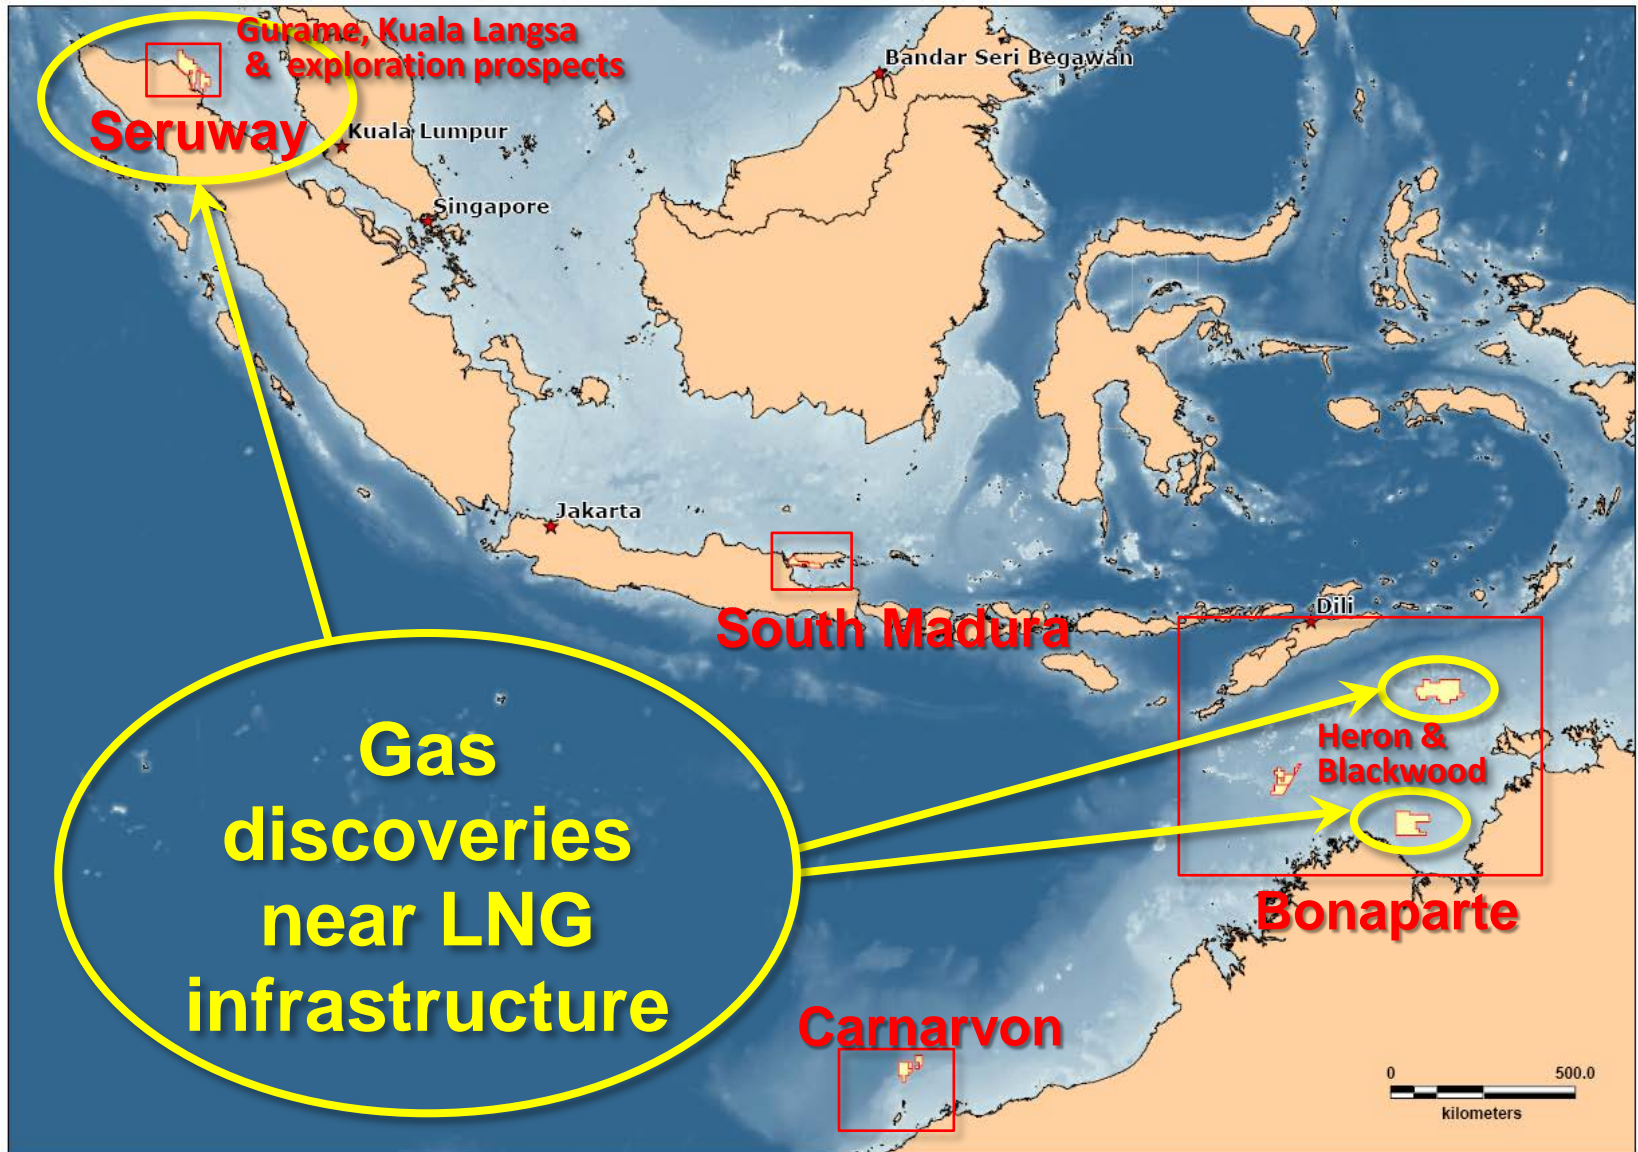 Gurame, Kuala Langsa
& exploration prospects
Bandar Seri Begawan
Seruway
Kuala Lumpur
Singapore
Jakarta
South Madura
Dili
Heron &
Blackwood
Gas
discoveries
near LNG
infrastructure
Bonaparte
Carnarvon
0 500.0
kilometers